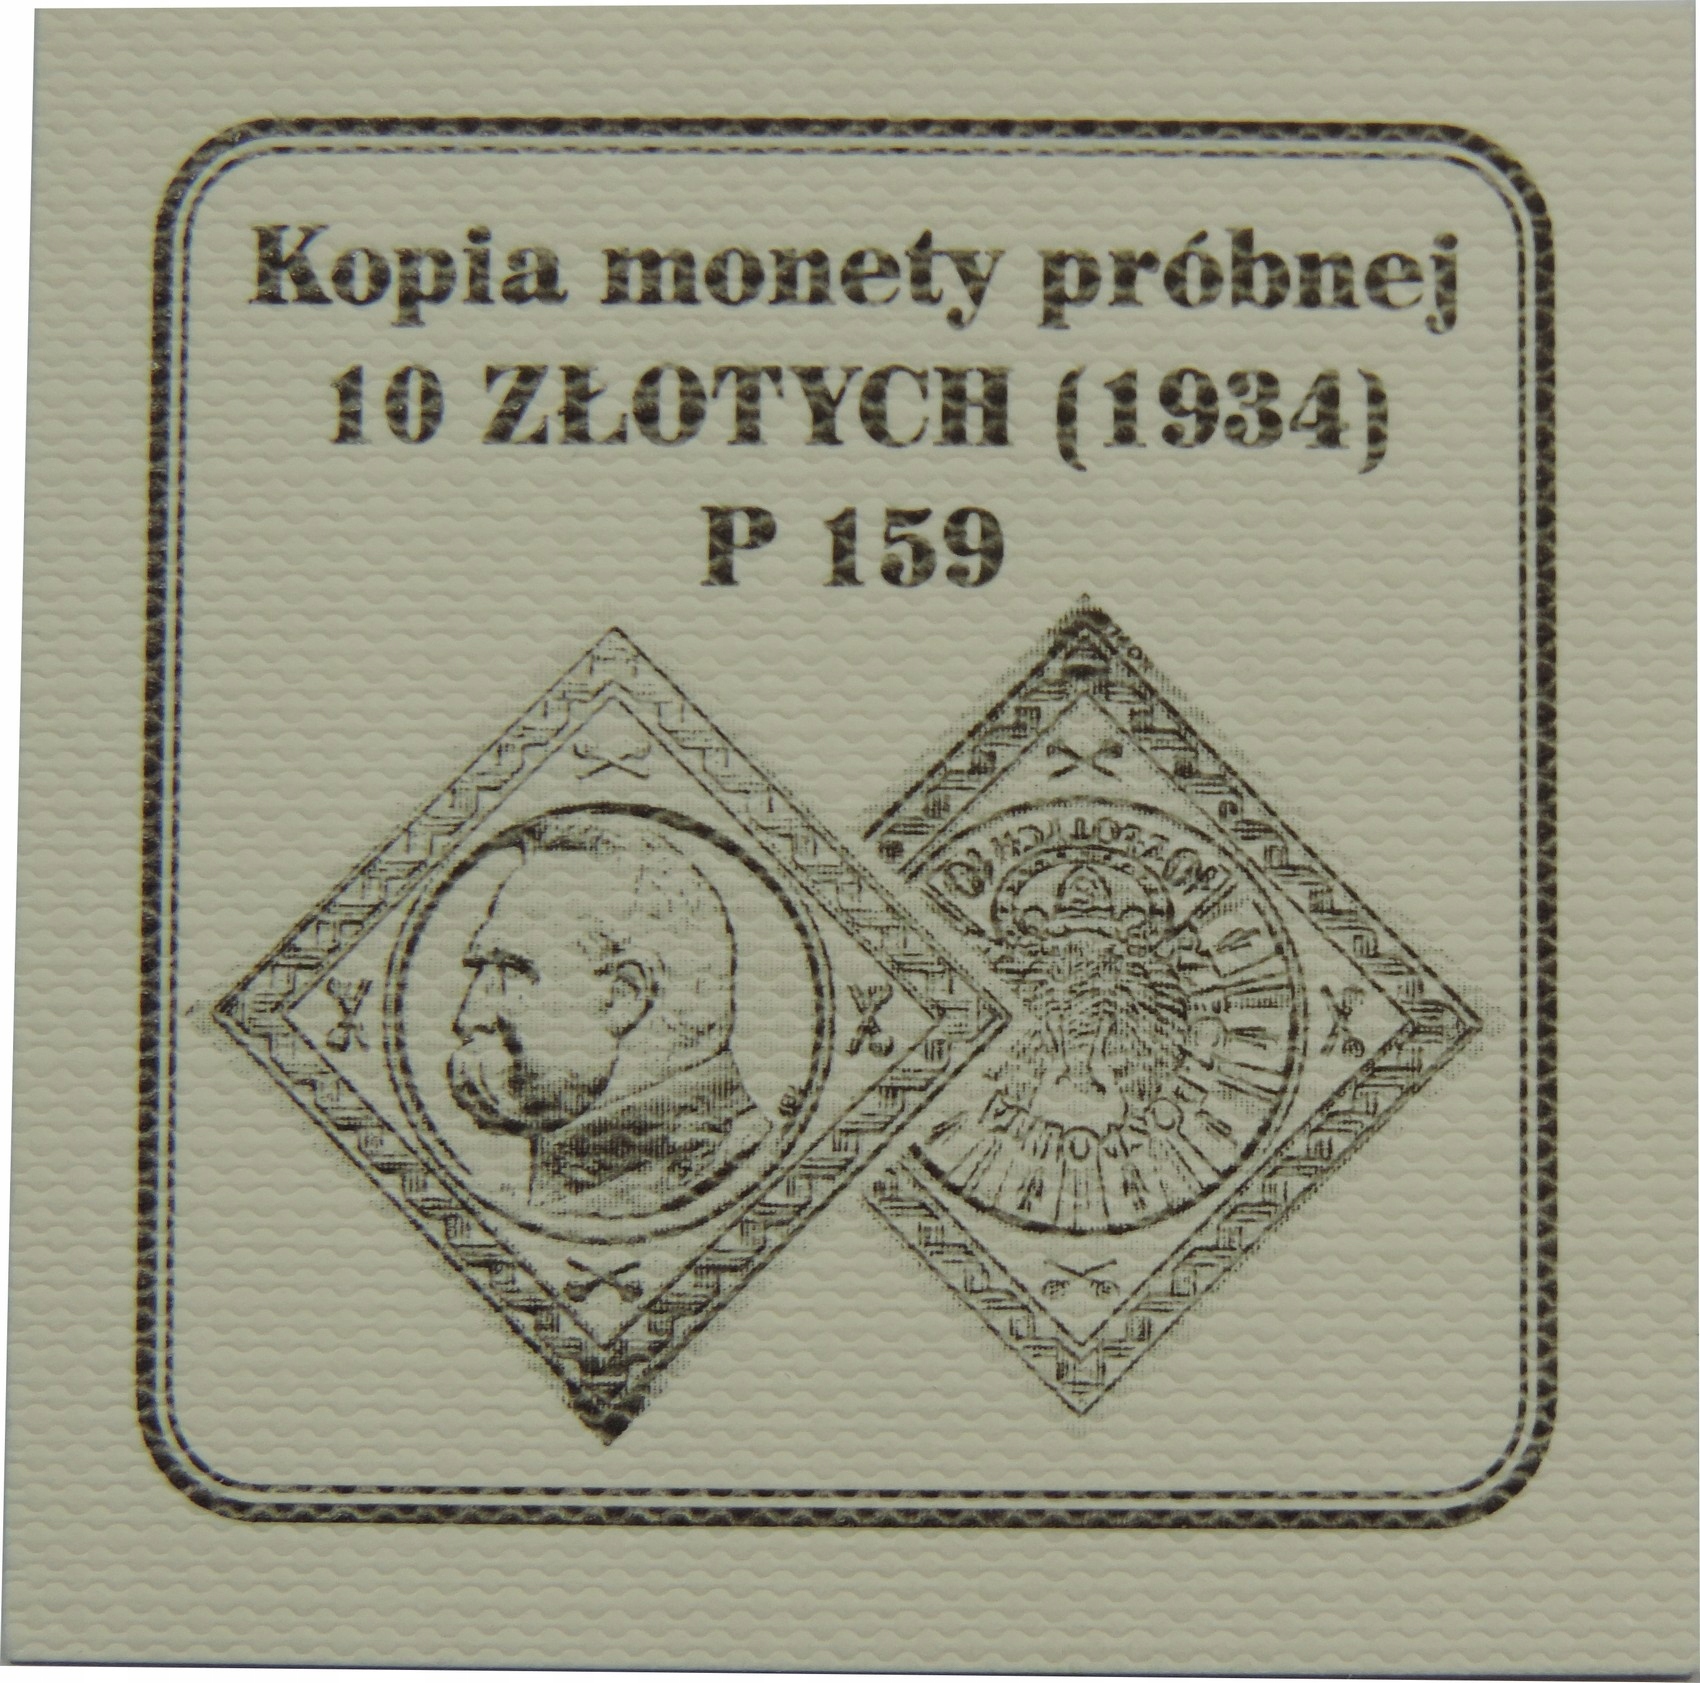 Kopia monety próbnej
10 ZŁOTYCH (1934)
P 159